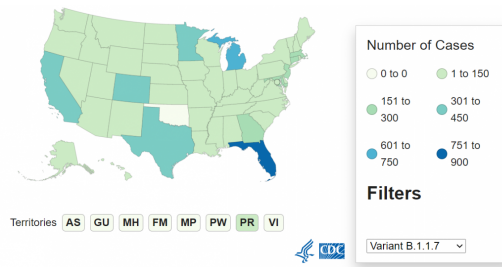 Number of Cases
0 to 0
1 to 150
151 to
300
301 to
450
601 to
750
751 to
900
Filters
Territories AS GU MH FM MP PW PR VI
CDC
Variant B.1.1.7